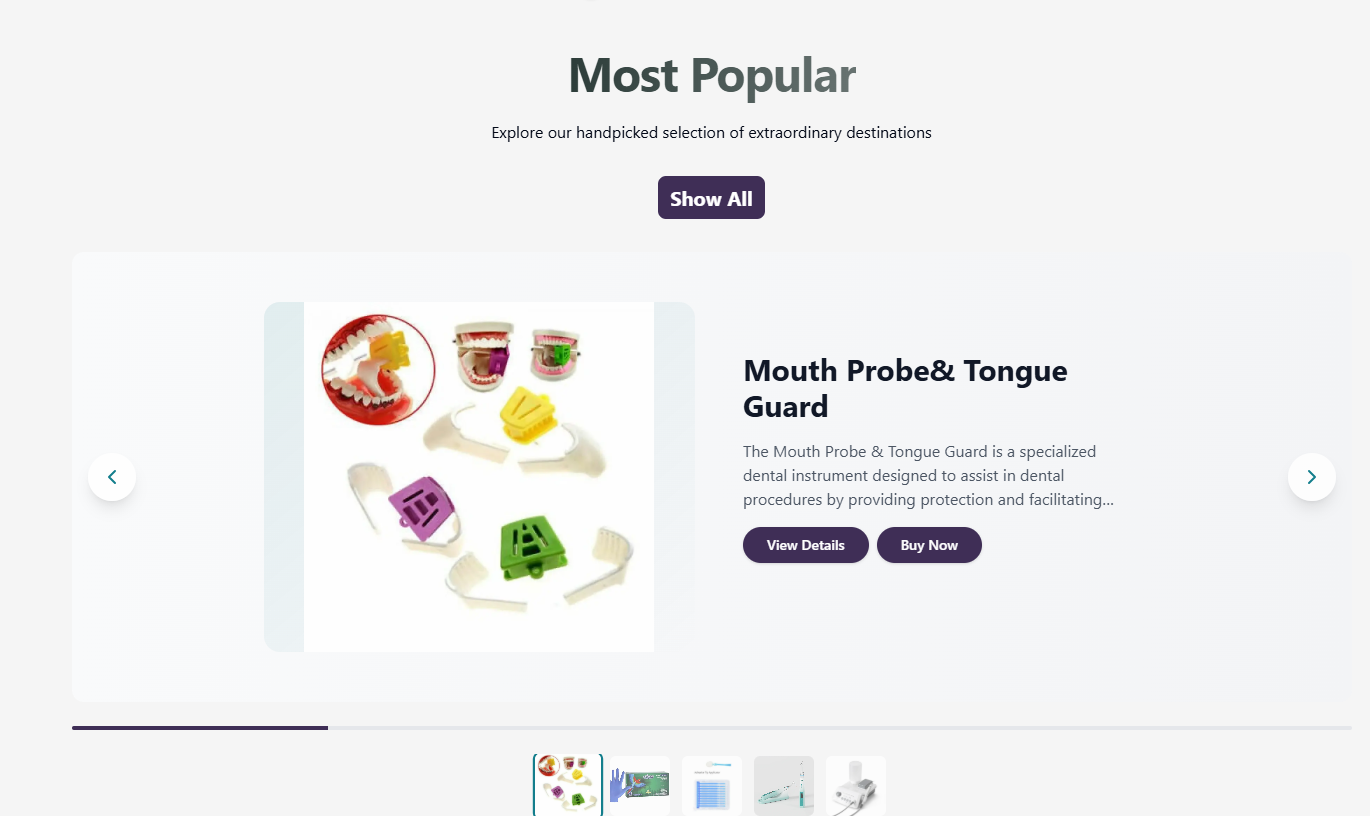 Most Popular
Explore our handpicked selection of extraordinary destinations
Show All
Mouth Probe& Tongue
Guard
The Mouth Probe & Tongue Guard is a specialized
dental instrument designed to assist in dental
procedures by providing protection and facilitating...
View Details
Buy Now